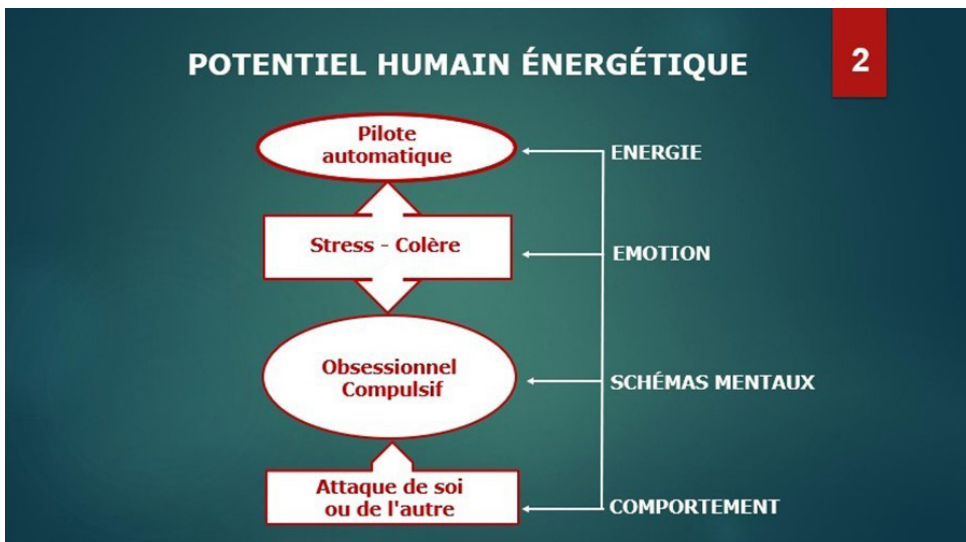 POTENTIEL HUMAIN ÉNERGÉTIQUE
2
Pilote
automatique
ENERGIE
Stress - Colère
EMOTION
Obsessionnel
Compulsif
SCHÉMAS MENTAUX
Attaque de soi
ou de l'autre
COMPORTEMENT